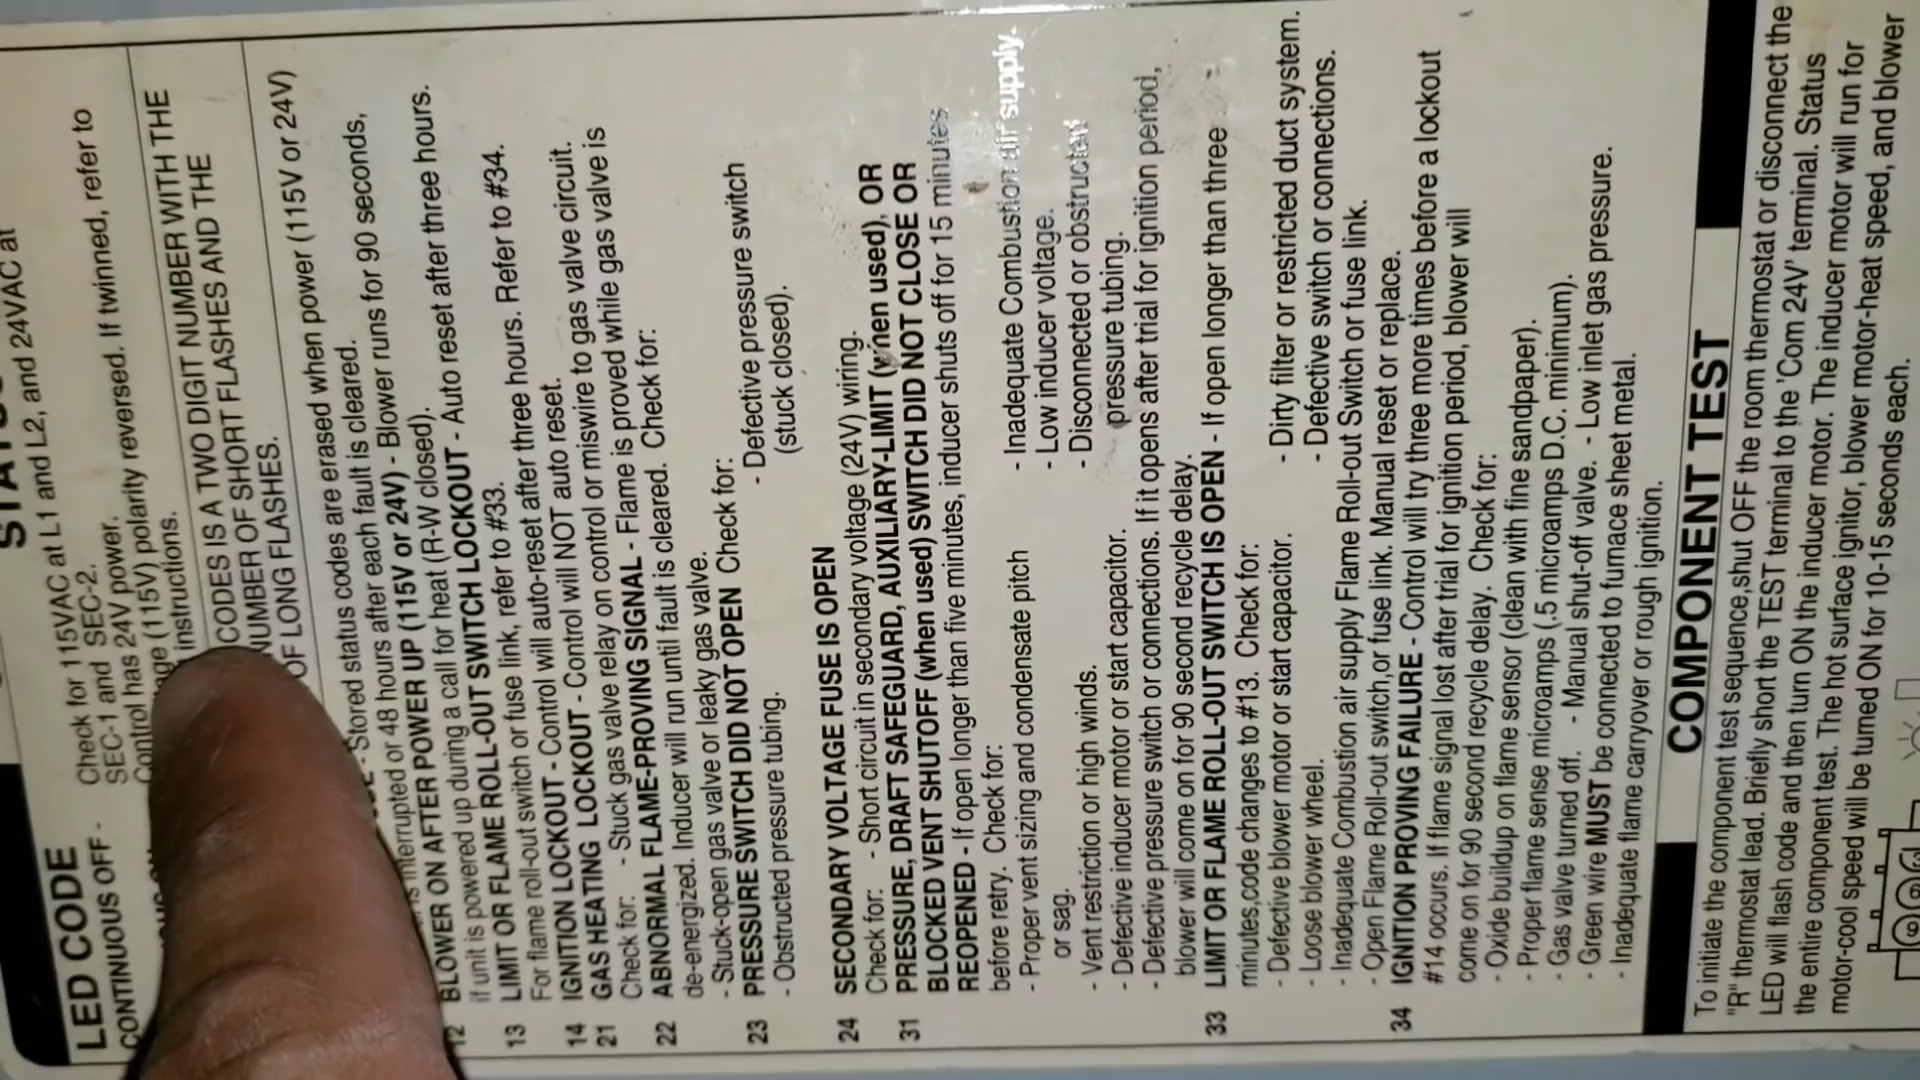 STATUS
LED CODE
CONTINUOUS OFF - Check for 115VAC at L1 and L2, and 24VAC at
SEC-1 and SEC-2.
Control has 24V power.
(115V) polarity reversed. If twinned, refer to
instructions.
CODES IS A TWO DIGIT NUMBER WITH THE
NUMBER OF SHORT FLASHES AND THE
OF LONG FLASHES.
- Stored status codes are erased when power (115V or 24V)
is interrupted or 48 hours after each fault is cleared.
12 BLOWER ON AFTER POWER UP (115V or 24V) - Blower runs for 90 seconds,
if unit is powered up during a call for heat (R-W closed).
13 LIMIT OR FLAME ROLL-OUT SWITCH LOCKOUT - Auto reset after three hours.
For flame roll-out switch or fuse link, refer to #33.
14 IGNITION LOCKOUT - Control will auto-reset after three hours. Refer to #34.
21 GAS HEATING LOCKOUT - Control will NOT auto reset.
Check for: - Stuck gas valve relay on control or miswire to gas valve circuit.
22 ABNORMAL FLAME-PROVING SIGNAL - Flame is proved while gas valve is
de-energized. Inducer will run until fault is cleared. Check for:
- Stuck-open gas valve or leaky gas valve.
23 PRESSURE SWITCH DID NOT OPEN Check for:
- Obstructed pressure tubing. - Defective pressure switch
(stuck closed).
24 SECONDARY VOLTAGE FUSE IS OPEN
Check for: - Short circuit in secondary voltage (24V) wiring.
31 PRESSURE, DRAFT SAFEGUARD, AUXILIARY-LIMIT (when used), OR
BLOCKED VENT SHUTOFF (when used) SWITCH DID NOT CLOSE OR
REOPENED - If open longer than five minutes, inducer shuts off for 15 minutes
before retry. Check for:
- Proper vent sizing and condensate pitch - Inadequate Combustion air supply.
or sag. - Low inducer voltage.
- Vent restriction or high winds. - Disconnected or obstructed
- Defective inducer motor or start capacitor. pressure tubing.
- Defective pressure switch or connections. If it opens after trial for ignition period,
blower will come on for 90 second recycle delay.
33 LIMIT OR FLAME ROLL-OUT SWITCH IS OPEN - If open longer than three
minutes,code changes to #13. Check for:
- Defective blower motor or start capacitor. - Dirty filter or restricted duct system.
- Loose blower wheel. - Defective switch or connections.
- Inadequate Combustion air supply Flame Roll-out Switch or fuse link.
- Open Flame Roll-out switch,or fuse link. Manual reset or replace.
34 IGNITION PROVING FAILURE - Control will try three more times before a lockout
#14 occurs. If flame signal lost after trial for ignition period, blower will
come on for 90 second recycle delay. Check for:
- Oxide buildup on flame sensor (clean with fine sandpaper).
- Proper flame sense microamps (.5 microamps D.C. minimum).
- Gas valve turned off. - Manual shut-off valve. - Low inlet gas pressure.
- Green wire MUST be connected to furnace sheet metal.
- Inadequate flame carryover or rough ignition.
COMPONENT TEST
To initiate the component test sequence,shut OFF the room thermostat or disconnect the
"R" thermostat lead. Briefly short the TEST terminal to the 'Com 24V' terminal. Status
LED will flash code and then turn ON the inducer motor. The inducer motor will run for
the entire component test. The hot surface ignitor, blower motor-heat speed, and blower
motor-cool speed will be turned ON for 10-15 seconds each.